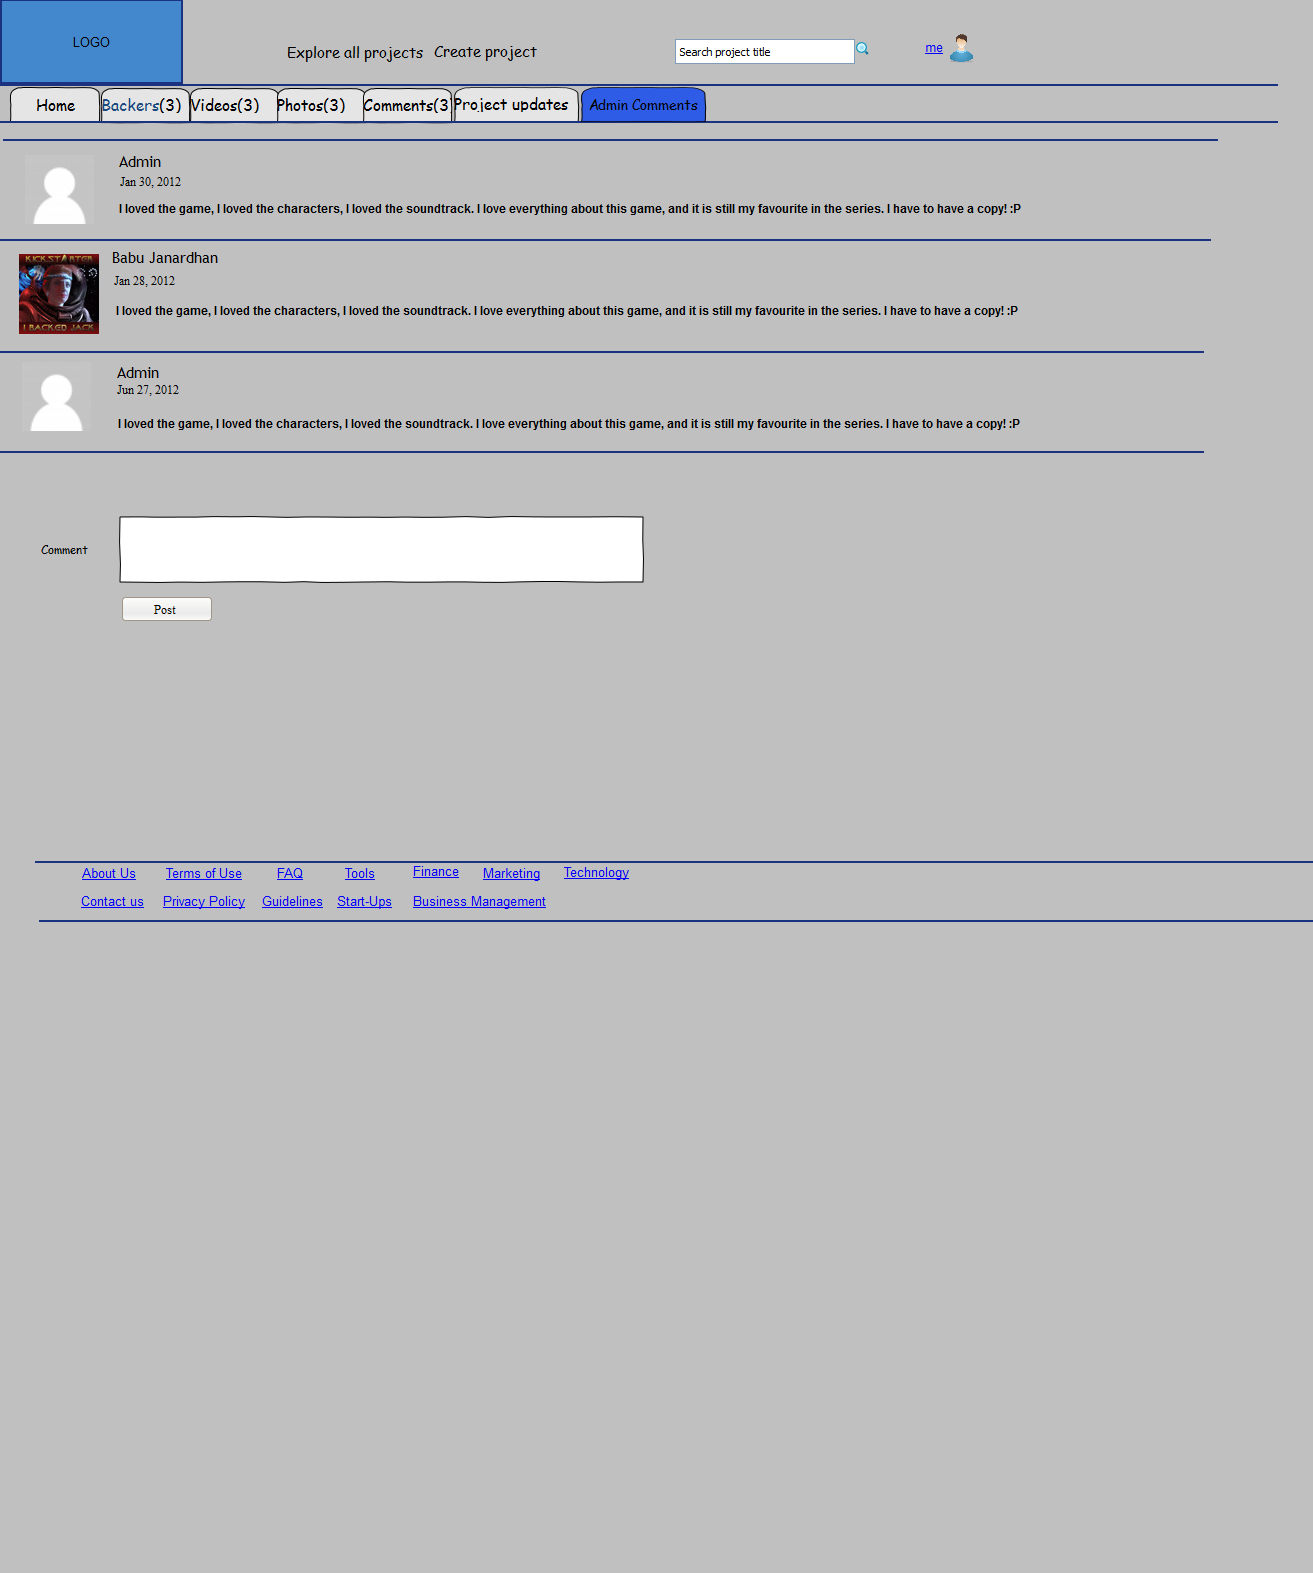 LOGO
Explore all projects Create project
Search project title
me
Home Backers(3) Videos(3) Photos(3) Comments(3) Project updates Admin Comments
Admin
Jan 30, 2012
I loved the game, I loved the characters, I loved the soundtrack. I love everything about this game, and it is still my favourite in the series. I have to have a copy! :P
KICKSTARTER
I BACKED JACK
Babu Janardhan
Jan 28, 2012
I loved the game, I loved the characters, I loved the soundtrack. I love everything about this game, and it is still my favourite in the series. I have to have a copy! :P
Admin
Jun 27, 2012
I loved the game, I loved the characters, I loved the soundtrack. I love everything about this game, and it is still my favourite in the series. I have to have a copy! :P
Comment
Post
About Us Terms of Use FAQ Tools Finance Marketing Technology
Contact us Privacy Policy Guidelines Start-Ups Business Management